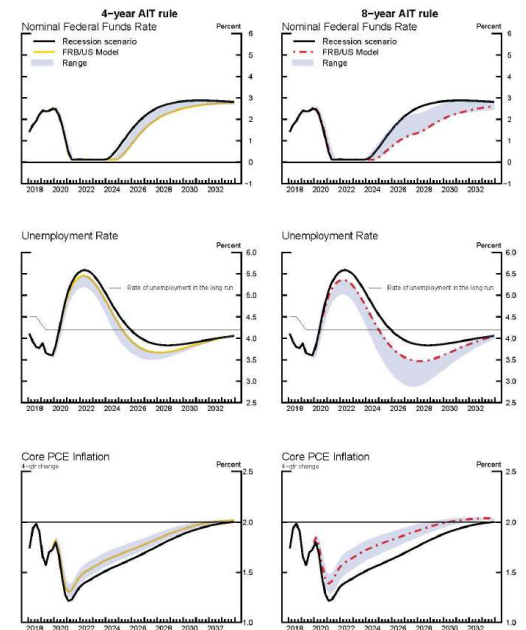 4-year AIT rule
Nominal Federal Funds Rate
Percent
Recession scenario
FRB/US Model
Range
6
5
4
3
2
1
0
-1
2018 2020 2022 2024 2026 2028 2030 2032
8-year AIT rule
Nominal Federal Funds Rate
Percent
Recession scenario
FRB/US Model
Range
6
5
4
3
2
1
0
-1
2018 2020 2022 2024 2026 2028 2030 2032
Unemployment Rate
Percent
Rate of unemployment in the long run
6.0
5.5
5.0
4.5
4.0
3.5
3.0
2.5
2018 2020 2022 2024 2026 2028 2030 2032
Unemployment Rate
Percent
Rate of unemployment in the long run
6.0
5.5
5.0
4.5
4.0
3.5
3.0
2.5
2018 2020 2022 2024 2026 2028 2030 2032
Core PCE Inflation
4-qtr change
Percent
2.5
2.0
1.5
1.0
2018 2020 2022 2024 2026 2028 2030 2032
Core PCE Inflation
4-qtr change
Percent
2.5
2.0
1.5
1.0
2018 2020 2022 2024 2026 2028 2030 2032